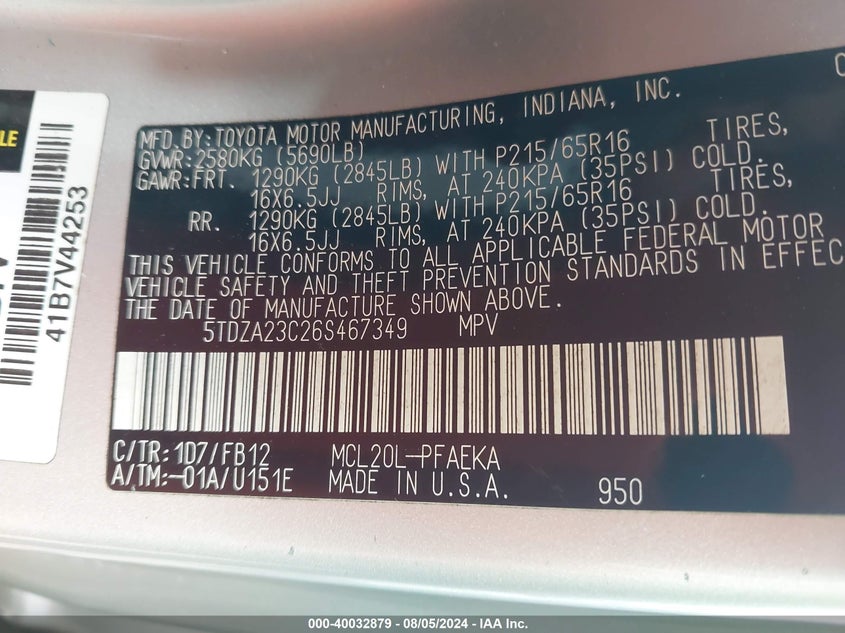 MFD.BY:TOYOTA MOTOR MANUFACTURING, INDIANA, INC.
GVWR:2580KG (5690LB)
GAWR:FRT. 1290KG (2845LB) WITH P215/65R16 TIRES,
16X6.5JJ RIMS, AT 240KPA (35PSI) COLD.
RR. 1290KG (2845LB) WITH P215/65R16 TIRES,
16X6.5JJ RIMS, AT 240KPA (35PSI) COLD.
THIS VEHICLE CONFORMS TO ALL APPLICABLE FEDERAL MOTOR
VEHICLE SAFETY AND THEFT PREVENTION STANDARDS IN EFFEC
THE DATE OF MANUFACTURE SHOWN ABOVE.
5TDZA23C26S467349 MPV
C/TR:1D7/FB12 MCL20L-PFAEKA
A/TM:-01A/U151E MADE IN U.S.A. 950
41B7V44253
000-40032879 - 08/05/2024 - IAA Inc.